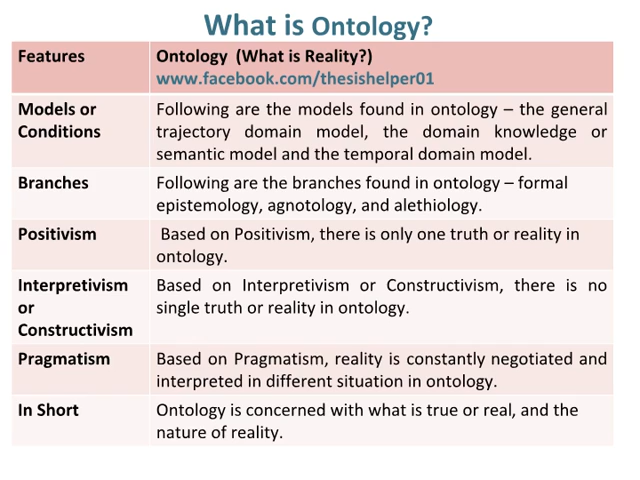 What is Ontology?
Features
Ontology (What is Reality?)
www.facebook.com/thesishelper01
Models or
Conditions
Following are the models found in ontology – the general
trajectory domain model, the domain knowledge or
semantic model and the temporal domain model.
Branches
Following are the branches found in ontology – formal
epistemology, agnotology, and alethiology.
Positivism
Based on Positivism, there is only one truth or reality in
ontology.
Interpretivism
or
Constructivism
Based on Interpretivism or Constructivism, there is no
single truth or reality in ontology.
Pragmatism
Based on Pragmatism, reality is constantly negotiated and
interpreted in different situation in ontology.
In Short
Ontology is concerned with what is true or real, and the
nature of reality.